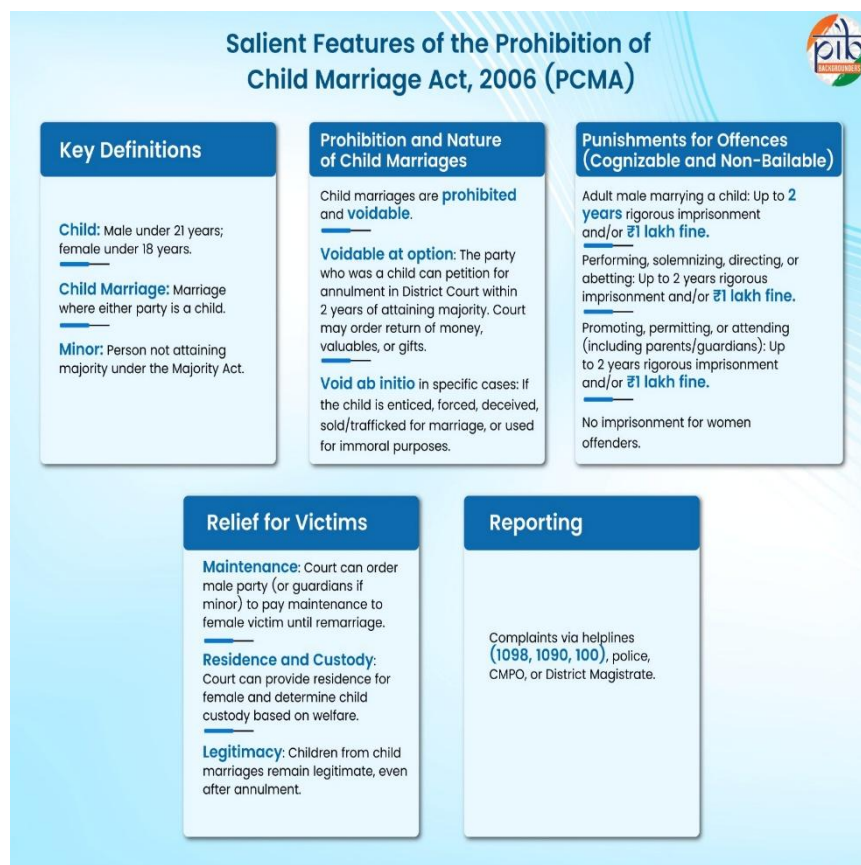 Salient Features of the Prohibition of
Child Marriage Act, 2006 (PCMA)
pib
BACKGROUNDERS
Key Definitions
Child: Male under 21 years;
female under 18 years.
Child Marriage: Marriage
where either party is a child.
Minor: Person not attaining
majority under the Majority Act.
Prohibition and Nature
of Child Marriages
Child marriages are prohibited
and voidable.
Voidable at option: The party
who was a child can petition for
annulment in District Court within
2 years of attaining majority. Court
may order return of money,
valuables, or gifts.
Void ab initio in specific cases: If
the child is enticed, forced, deceived,
sold/trafficked for marriage, or used
for immoral purposes.
Punishments for Offences
(Cognizable and Non-Bailable)
Adult male marrying a child: Up to 2
years rigorous imprisonment
and/or ₹1 lakh fine.
Performing, solemnizing, directing, or
abetting: Up to 2 years rigorous
imprisonment and/or ₹1 lakh fine.
Promoting, permitting, or attending
(including parents/guardians): Up
to 2 years rigorous imprisonment
and/or ₹1 lakh fine.
No imprisonment for women
offenders.
Relief for Victims
Maintenance: Court can order
male party (or guardians if
minor) to pay maintenance to
female victim until remarriage.
Residence and Custody:
Court can provide residence for
female and determine child
custody based on welfare.
Legitimacy: Children from child
marriages remain legitimate, even
after annulment.
Reporting
Complaints via helplines
(1098, 1090, 100), police,
CMPO, or District Magistrate.